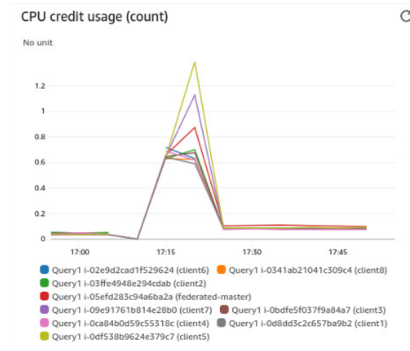 CPU credit usage (count)
No unit
1.2
1
0.8
0.6
0.4
0.2
0
17:00 17:15 17:30 17:45
Query1 i-02e9d2cad1f529624 (client6) Query1 i-0341ab21041c309c4 (client8)
Query1 i-03ffe4948e294cdab (client2)
Query1 i-05efd283c94a6ba2a (federated-master)
Query1 i-09e91761b814e28b0 (client7) Query1 i-0bdfe5f037f9a84a7 (client3)
Query1 i-0ca84b0d59c55318c (client4) Query1 i-0d8dd3c2c657ba9b2 (client1)
Query1 i-0df538b9624e379c7 (client5)